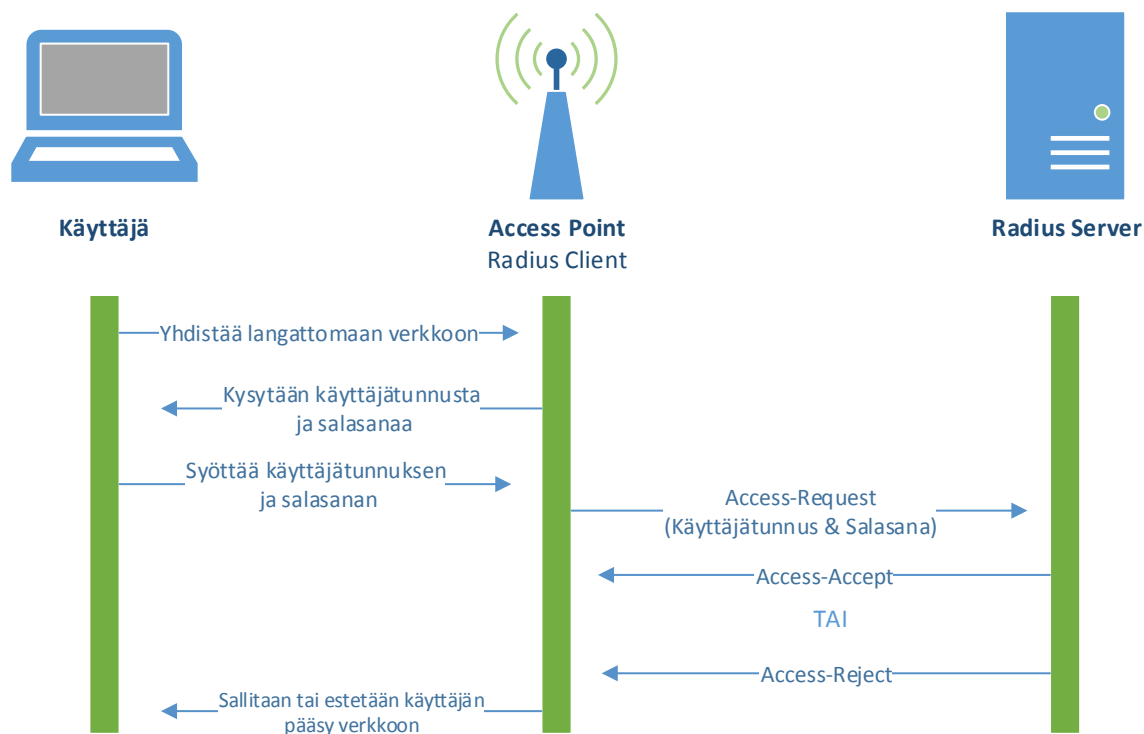 Käyttäjä
Access Point
Radius Client
Radius Server
Yhdistää langattomaan verkkoon
Kysytään käyttäjätunnusta
ja salasanaa
Syöttää käyttäjätunnuksen
ja salasanan
Access-Request
(Käyttäjätunnus & Salasana)
Access-Accept
TAI
Access-Reject
Sallitaan tai estetään käyttäjän
pääsy verkkoon